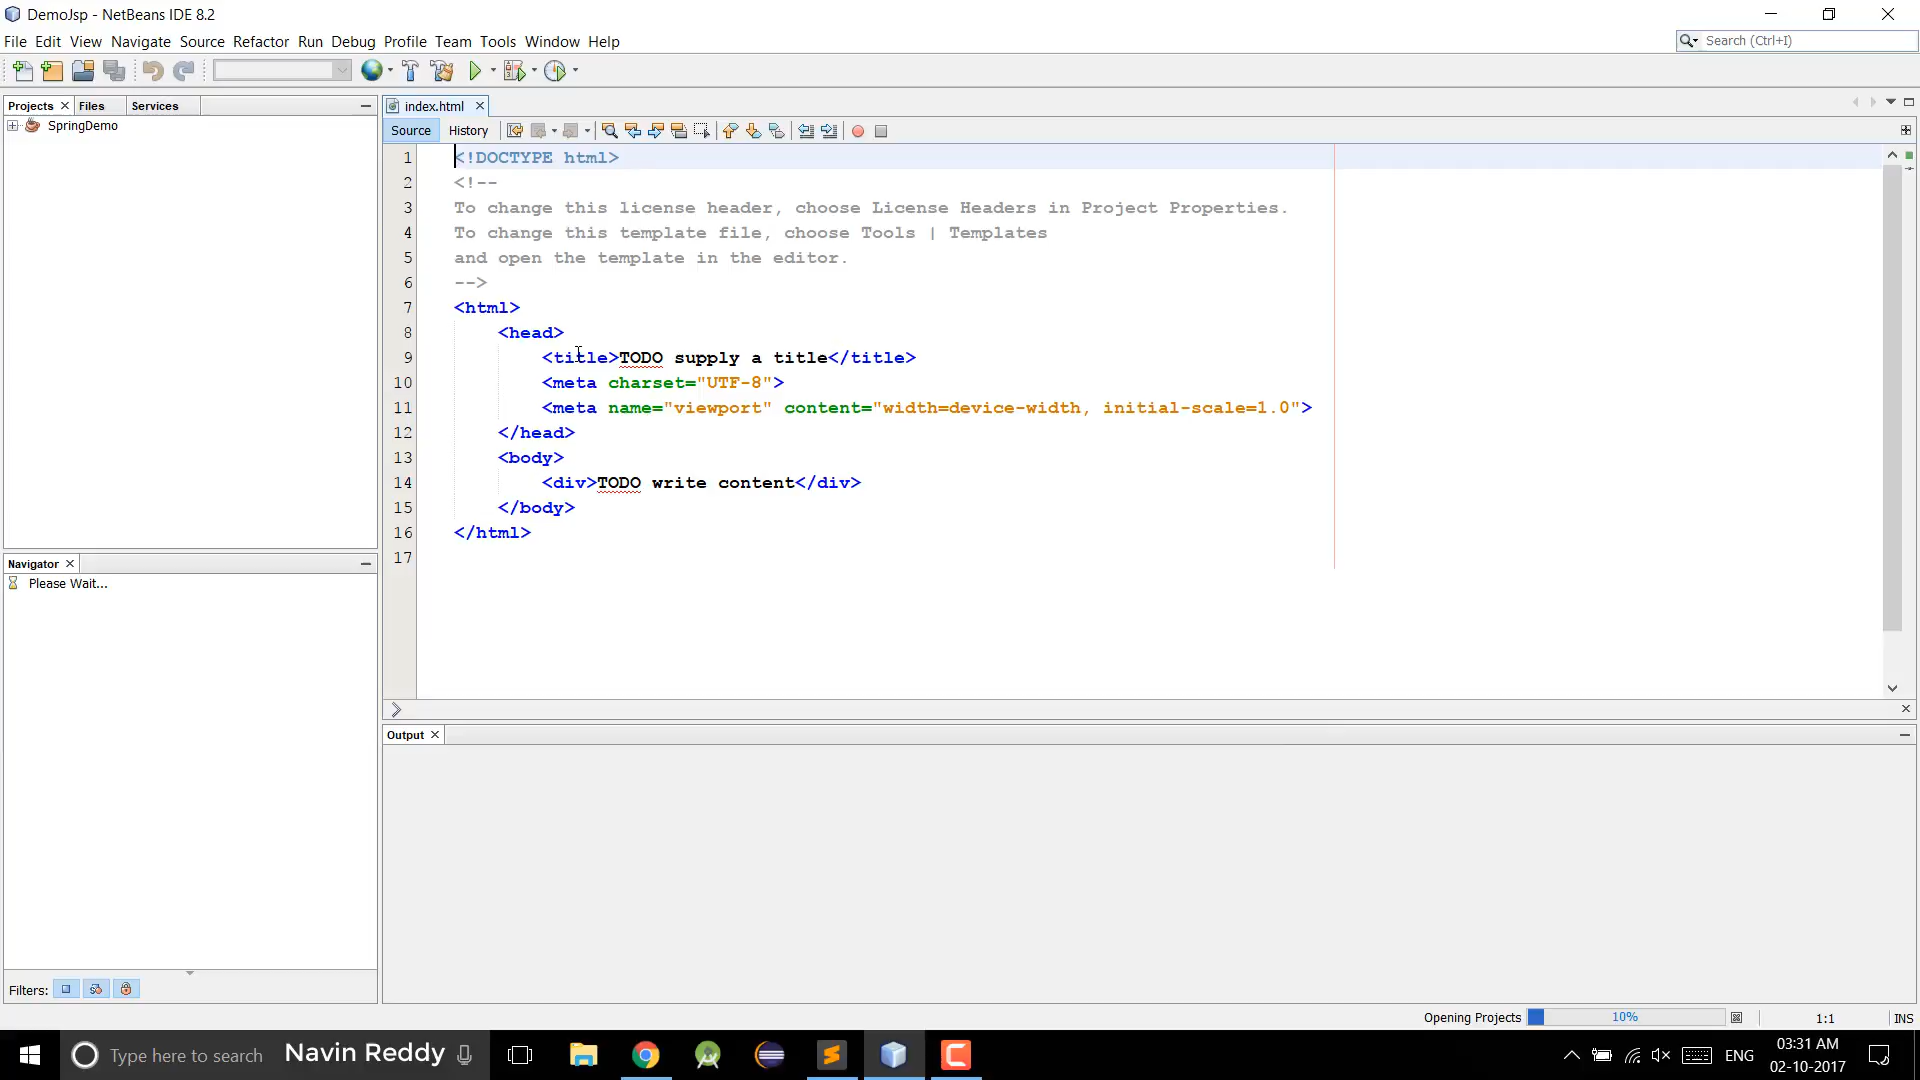 DemoJsp - NetBeans IDE 8.2
File Edit View Navigate Source Refactor Run Debug Profile Team Tools Window Help
Search (Ctrl+I)
Projects Files Services
index.html
SpringDemo
Source History
1 <!DOCTYPE html>
2 <!--
3 To change this license header, choose License Headers in Project Properties.
4 To change this template file, choose Tools | Templates
5 and open the template in the editor.
6 -->
7 <html>
8 <head>
9 <title>TODO supply a title</title>
10 <meta charset="UTF-8">
11 <meta name="viewport" content="width=device-width, initial-scale=1.0">
12 </head>
13 <body>
14 <div>TODO write content</div>
15 </body>
16 </html>
17
Navigator
Please Wait...
Output
Filters:
Opening Projects 10% 1:1 INS
Type here to search Navin Reddy
ENG
03:31 AM
02-10-2017